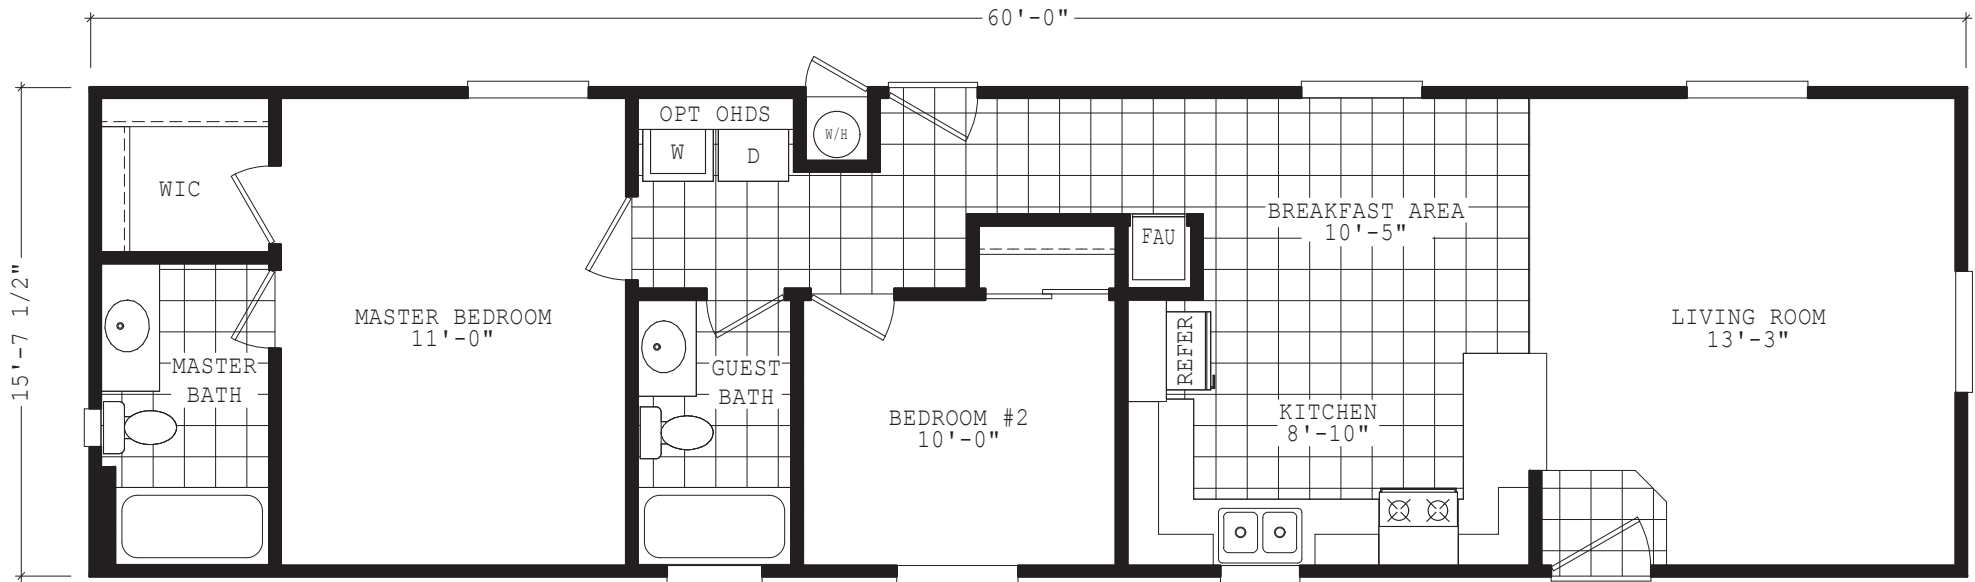 60'-0"
15'-7 1/2"
OPT OHDS
W
D
W/H
WIC
MASTER BEDROOM
11'-0"
MASTER
BATH
GUEST
BATH
BEDROOM #2
10'-0"
FAU
BREAKFAST AREA
10'-5"
REFER
KITCHEN
8'-10"
LIVING ROOM
13'-3"